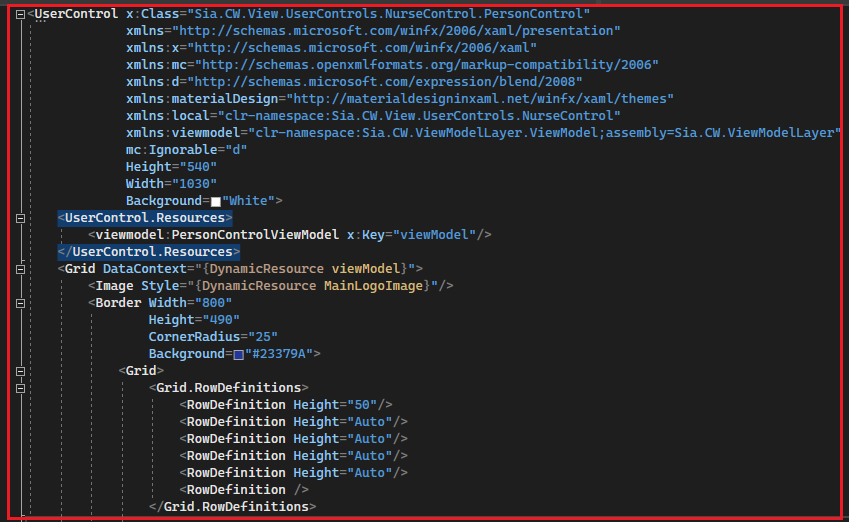 <UserControl x:Class="Sia.CW.View.UserControls.NurseControl.PersonControl"
xmlns="http://schemas.microsoft.com/winfx/2006/xaml/presentation"
xmlns:x="http://schemas.microsoft.com/winfx/2006/xaml"
xmlns:mc="http://schemas.openxmlformats.org/markup-compatibility/2006"
xmlns:d="http://schemas.microsoft.com/expression/blend/2008"
xmlns:materialDesign="http://materialdesigninxaml.net/winfx/xaml/themes"
xmlns:local="clr-namespace:Sia.CW.View.UserControls.NurseControl"
xmlns:viewmodel="clr-namespace:Sia.CW.ViewModelLayer.ViewModel;assembly=Sia.CW.ViewModelLayer"
mc:Ignorable="d"
Height="540"
Width="1030"
Background="White">
<UserControl.Resources>
<viewmodel:PersonControlViewModel x:Key="viewModel"/>
</UserControl.Resources>
<Grid DataContext="{DynamicResource viewModel}">
<Image Style="{DynamicResource MainLogoImage}"/>
<Border Width="800"
Height="490"
CornerRadius="25"
Background="#23379A">
<Grid>
<Grid.RowDefinitions>
<RowDefinition Height="50"/>
<RowDefinition Height="Auto"/>
<RowDefinition Height="Auto"/>
<RowDefinition Height="Auto"/>
<RowDefinition Height="Auto"/>
<RowDefinition />
</Grid.RowDefinitions>